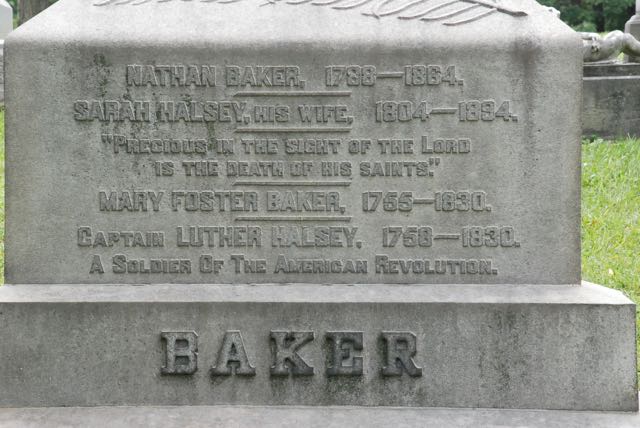 NATHAN BAKER, 1788—1864.
SARAH HALSEY, HIS WIFE, 1804—1894.
"PRECIOUS IN THE SIGHT OF THE LORD
IS THE DEATH OF HIS SAINTS."
MARY FOSTER BAKER, 1755—1830.
CAPTAIN LUTHER HALSEY, 1758—1830.
A SOLDIER OF THE AMERICAN REVOLUTION.
BAKER